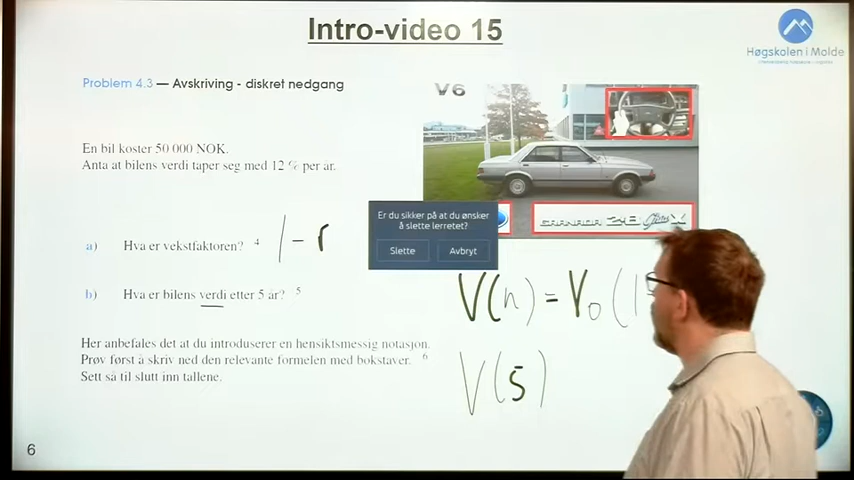 Intro-video 15
Høgskolen i Molde
Problem 4.3 — Avskriving - diskret nedgang
V6
En bil koster 50 000 NOK.
Anta at bilens verdi taper seg med 12 % per år.
Er du sikker på at du ønsker
å slette lerretet?
Slette Avbryt
GRANADA 2·8 Ghia X
a) Hva er vekstfaktoren? 4 1 - r
b) Hva er bilens verdi etter 5 år? 5
V(n) = V0 (1
V(5)
Her anbefales det at du introduserer en hensiktsmessig notasjon.
Prøv først å skriv ned den relevante formelen med bokstaver. 6
Sett så til slutt inn tallene.
6